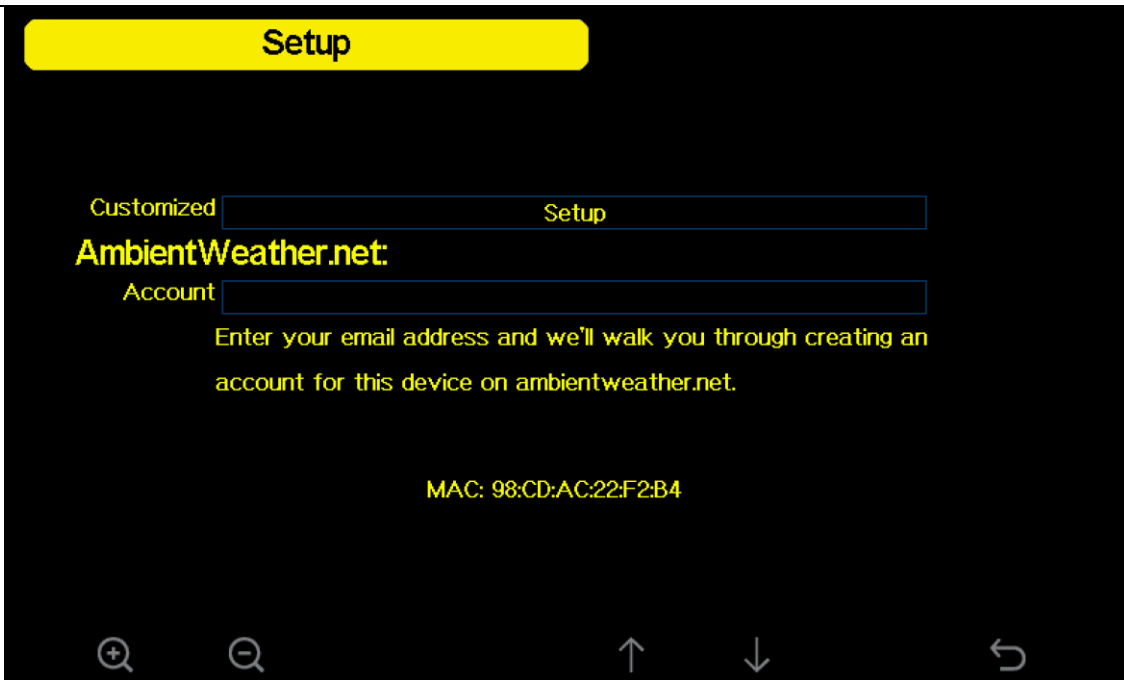 Setup
Customized Setup
AmbientWeather.net:
Account
Enter your email address and we'll walk you through creating an
account for this device on ambientweather.net.
MAC: 98:CD:AC:22:F2:B4